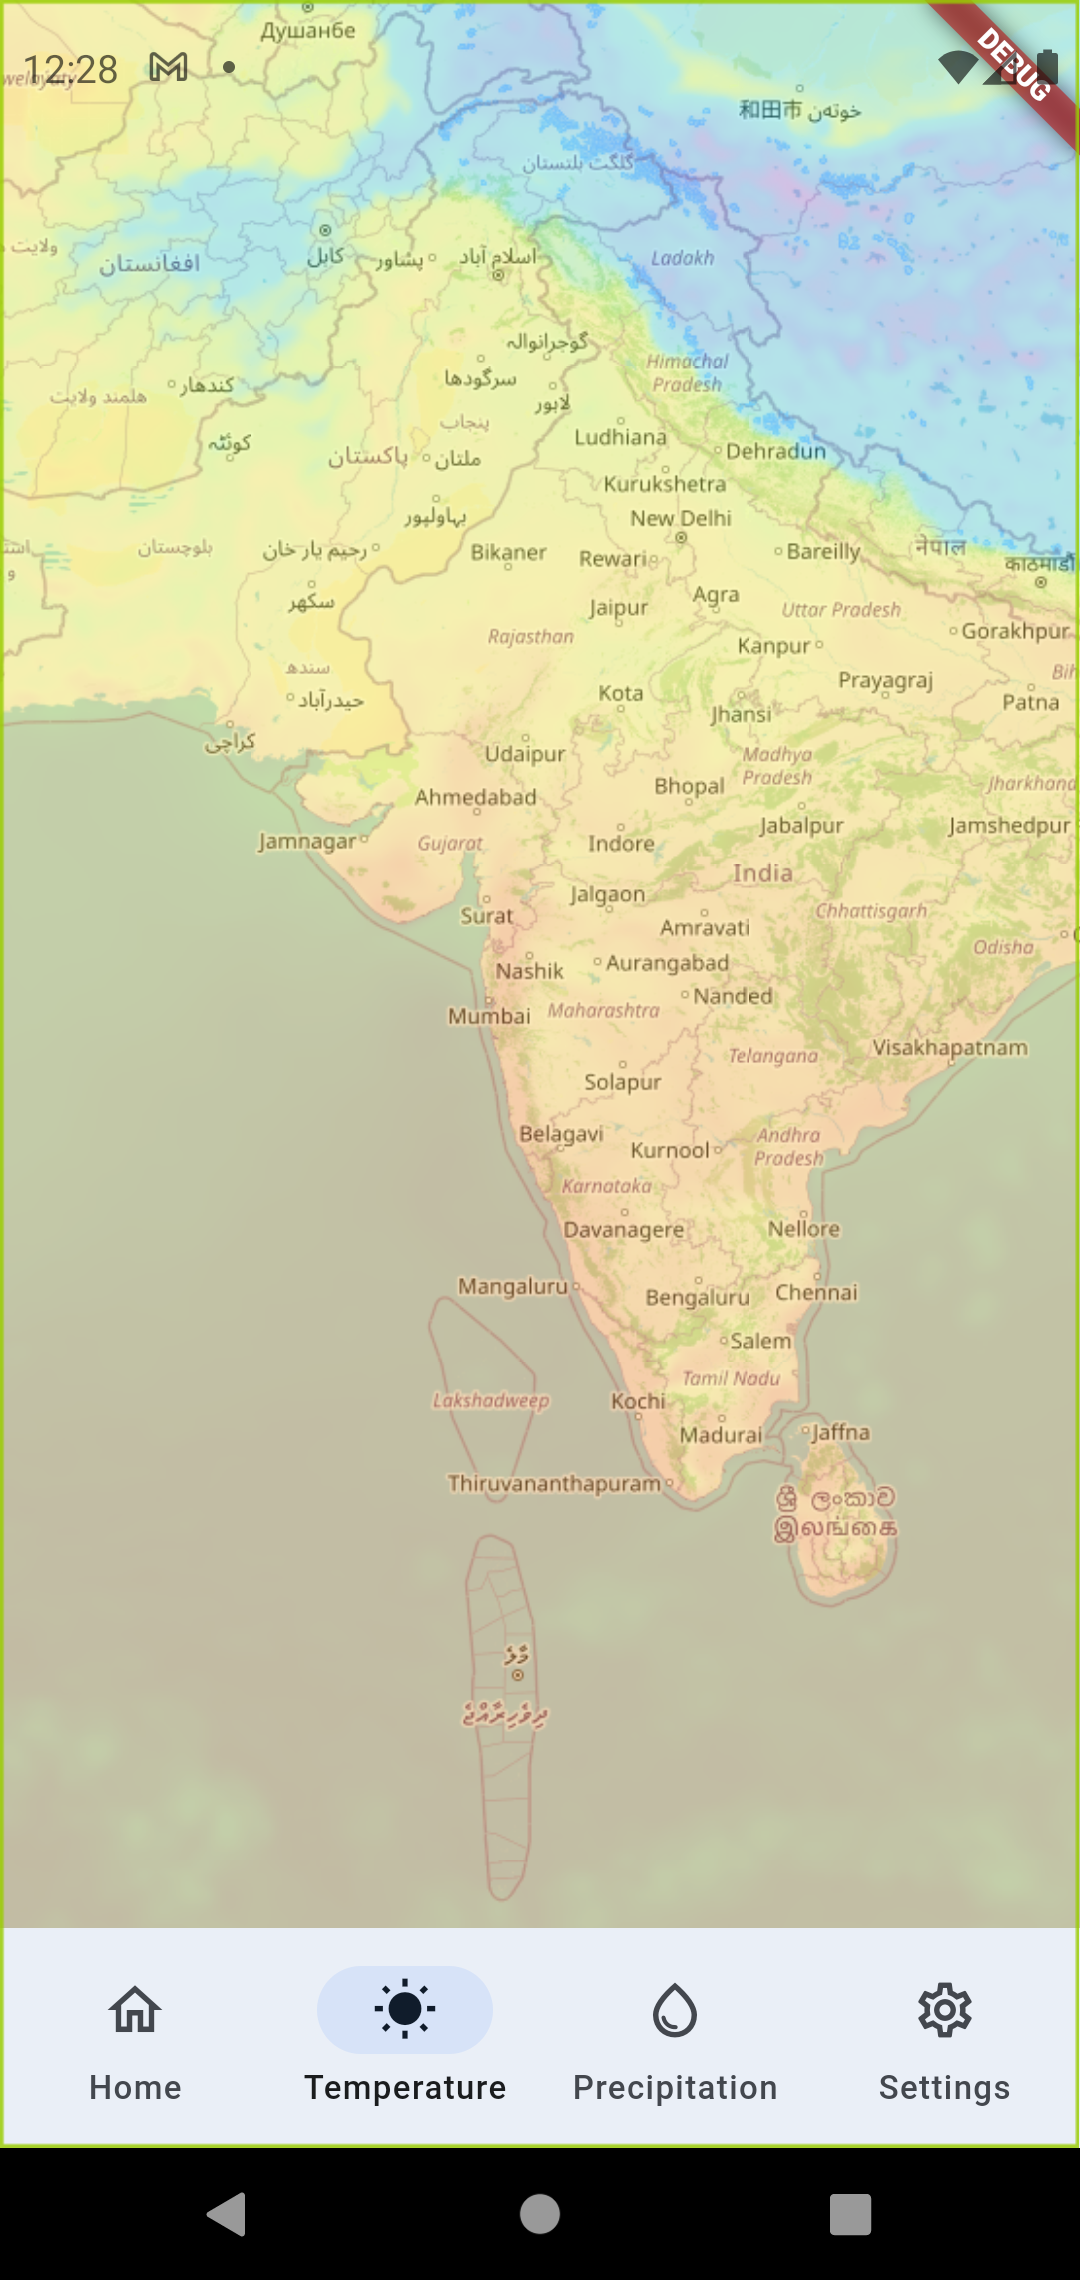 Душанбе
DEBUG
12:28
welayaty
和田市 خوتەن
گلگت بلتستان
ولایت
افغانستان
کابل
پشاور
اسلام آباد
Ladakh
گوجرانوالہ
Himachal
Pradesh
سرگودھا
کندهار
هلمند ولایت
لاہور
پنجاب
Ludhiana
کوئٹہ
پاکستان
ملتان
Dehradun
Kurukshetra
بہاولپور
New Delhi
بلوچستان
رحیم یار خان
Bikaner
Rewari
Bareilly
नेपाल
काठमाडौं
سکھر
Jaipur
Agra
Uttar Pradesh
Rajasthan
Kanpur
Gorakhpur
سندھ
Prayagraj
Bih
حیدرآباد
Kota
Jhansi
Patna
کراچی
Udaipur
Madhya
Pradesh
Ahmedabad
Bhopal
Jharkhand
Jamnagar
Gujarat
Indore
Jabalpur
Jamshedpur
India
Jalgaon
Surat
Amravati
Chhattisgarh
Odisha
Nashik
Aurangabad
Nanded
Mumbai
Maharashtra
Telangana
Visakhapatnam
Solapur
Belagavi
Kurnool
Andhra
Pradesh
Karnataka
Davanagere
Nellore
Mangaluru
Bengaluru
Chennai
Salem
Tamil Nadu
Lakshadweep
Kochi
Madurai
Jaffna
Thiruvananthapuram
ශ්‍රී ලංකාව
இலங்கை
މާލެ
ދިވެހިރާއްޖެ
Home
Temperature
Precipitation
Settings